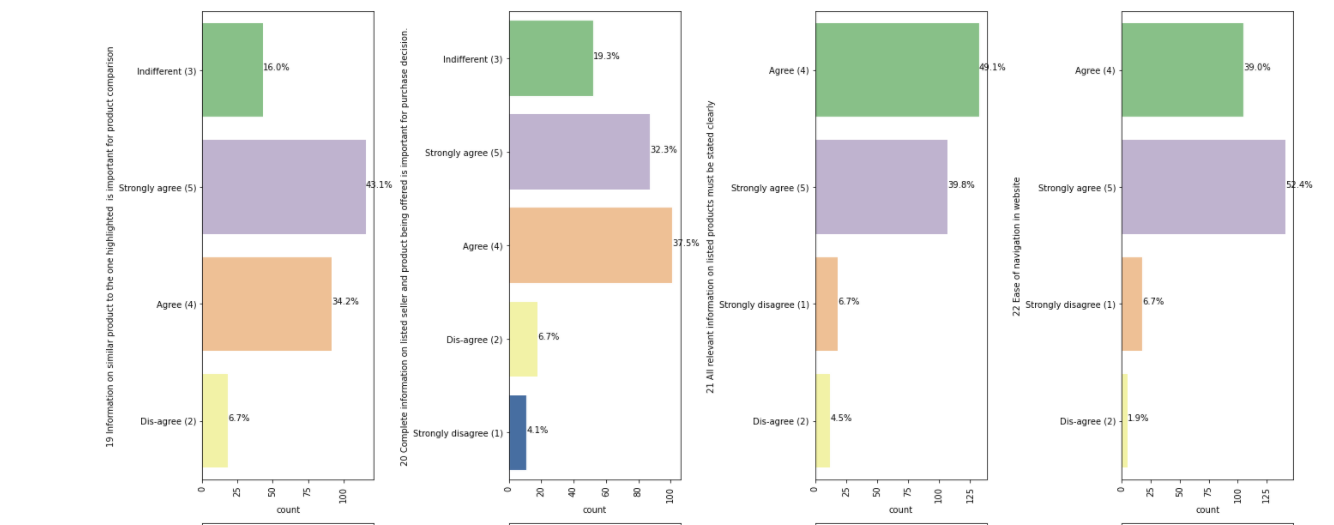 19 Information on similar product to the one highlighted  is important for product comparison
Indifferent (3)
16.0%
Strongly agree (5)
43.1%
Agree (4)
34.2%
Dis-agree (2)
6.7%
0 25 50 75 100
count
20 Complete information on listed seller and product being offered is important for purchase decision.
Indifferent (3)
19.3%
Strongly agree (5)
32.3%
Agree (4)
37.5%
Dis-agree (2)
6.7%
Strongly disagree (1)
4.1%
0 20 40 60 80 100
count
21 All relevant information on listed products must be stated clearly
Agree (4)
49.1%
Strongly agree (5)
39.8%
Strongly disagree (1)
6.7%
Dis-agree (2)
4.5%
0 25 50 75 100 125
count
22 Ease of navigation in website
Agree (4)
39.0%
Strongly agree (5)
52.4%
Strongly disagree (1)
6.7%
Dis-agree (2)
1.9%
0 25 50 75 100 125
count